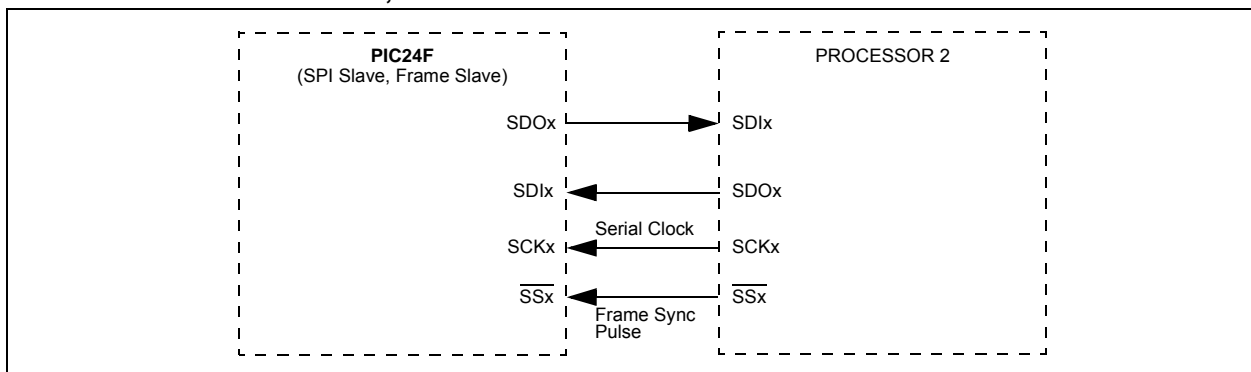 PIC24F
(SPI Slave, Frame Slave)
PROCESSOR 2
SDOx
SDIx
SDIx
SDOx
Serial Clock
SCKx
SCKx
SSx
SSx
Frame Sync
Pulse